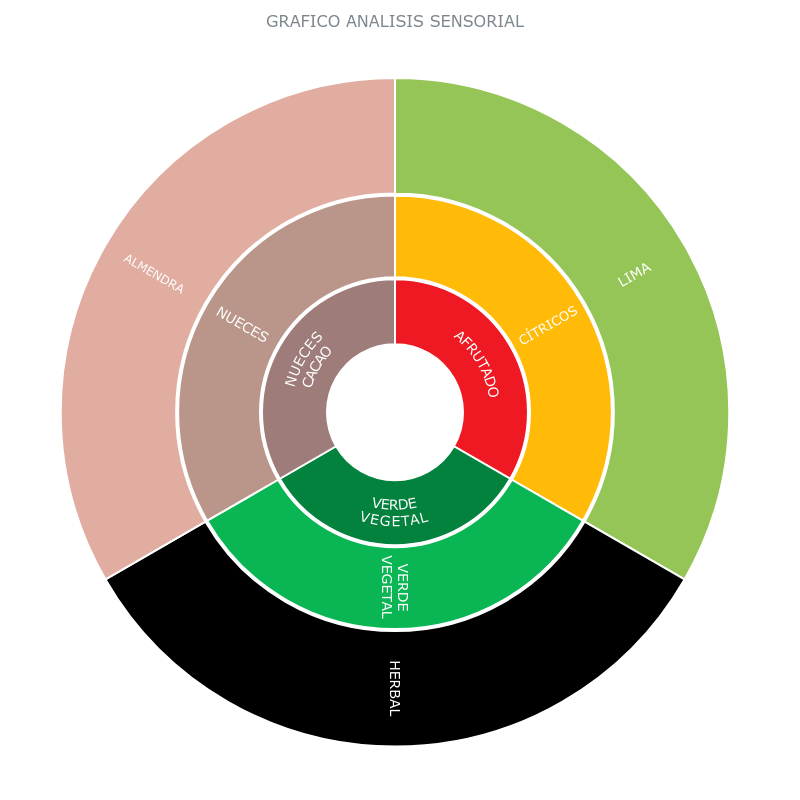 GRAFICO ANALISIS SENSORIAL
ALMENDRA
LIMA
NUECES
CÍTRICOS
NUECES
CACAO
AFRUTADO
VERDE
VEGETAL
VERDE
VEGETAL
HERBAL